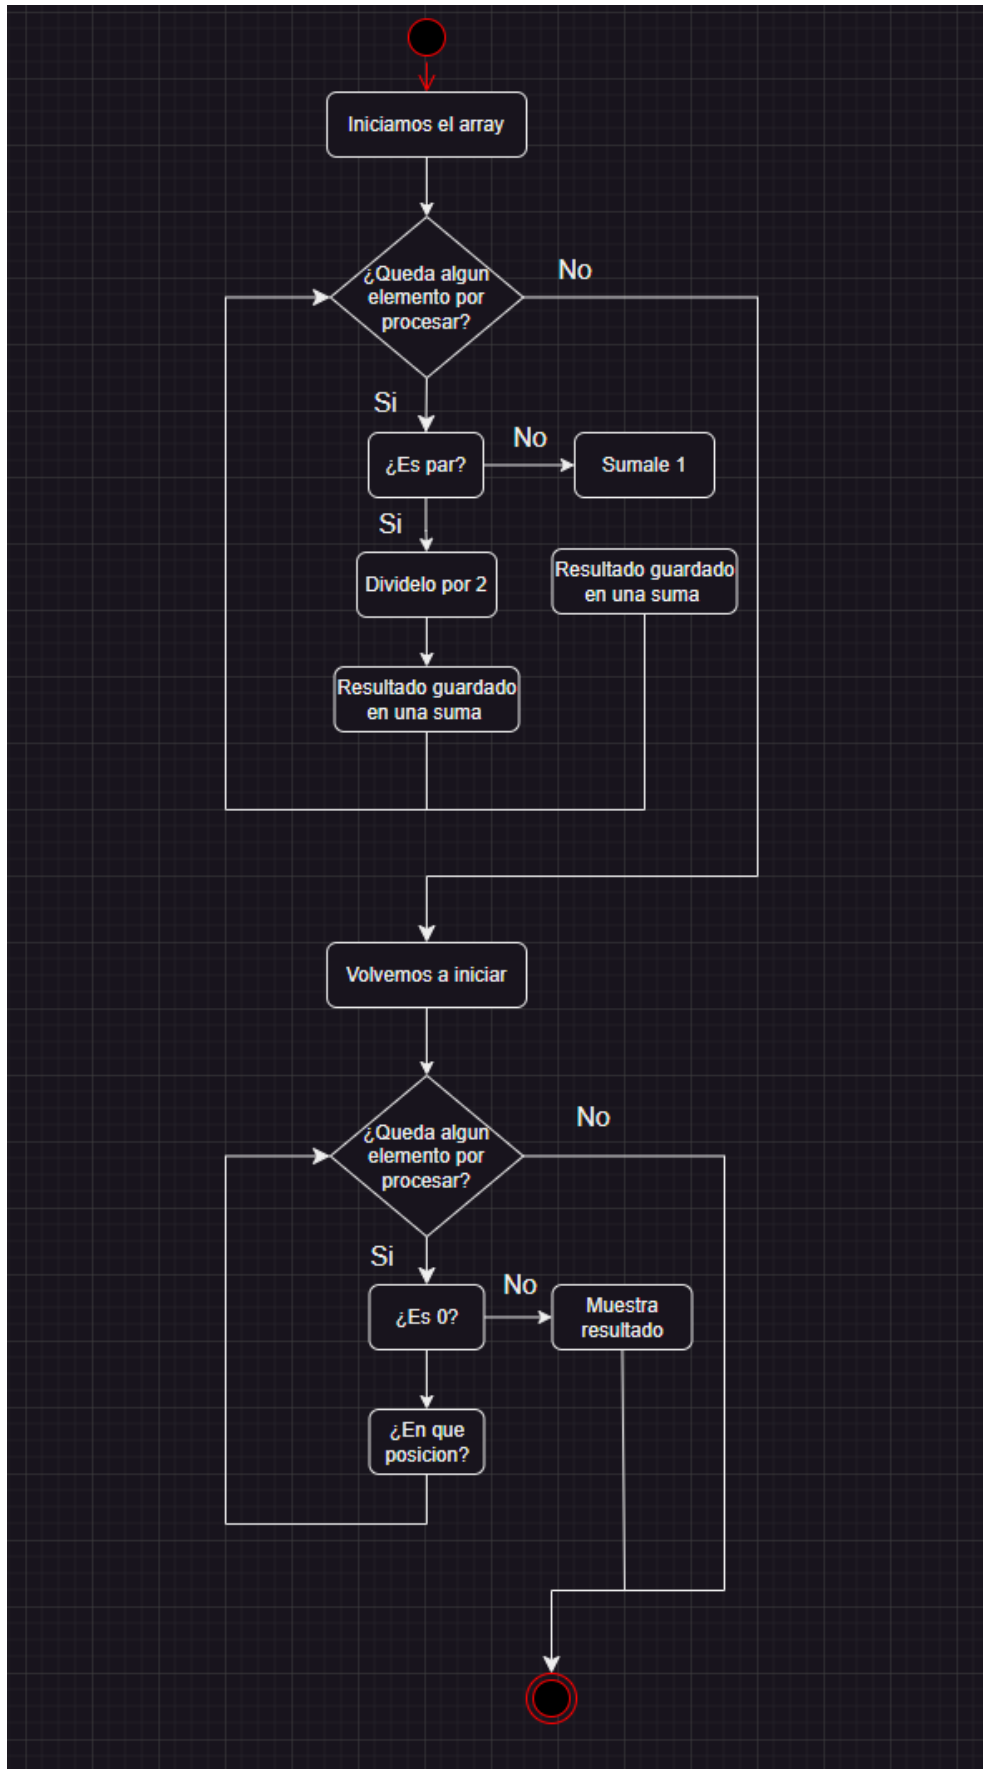 Iniciamos el array
¿Queda algun
elemento por
procesar?
No
Si
¿Es par?
No
Sumale 1
Si
Dividelo por 2
Resultado guardado
en una suma
Resultado guardado
en una suma
Volvemos a iniciar
¿Queda algun
elemento por
procesar?
No
Si
¿Es 0?
No
Muestra
resultado
¿En que
posicion?